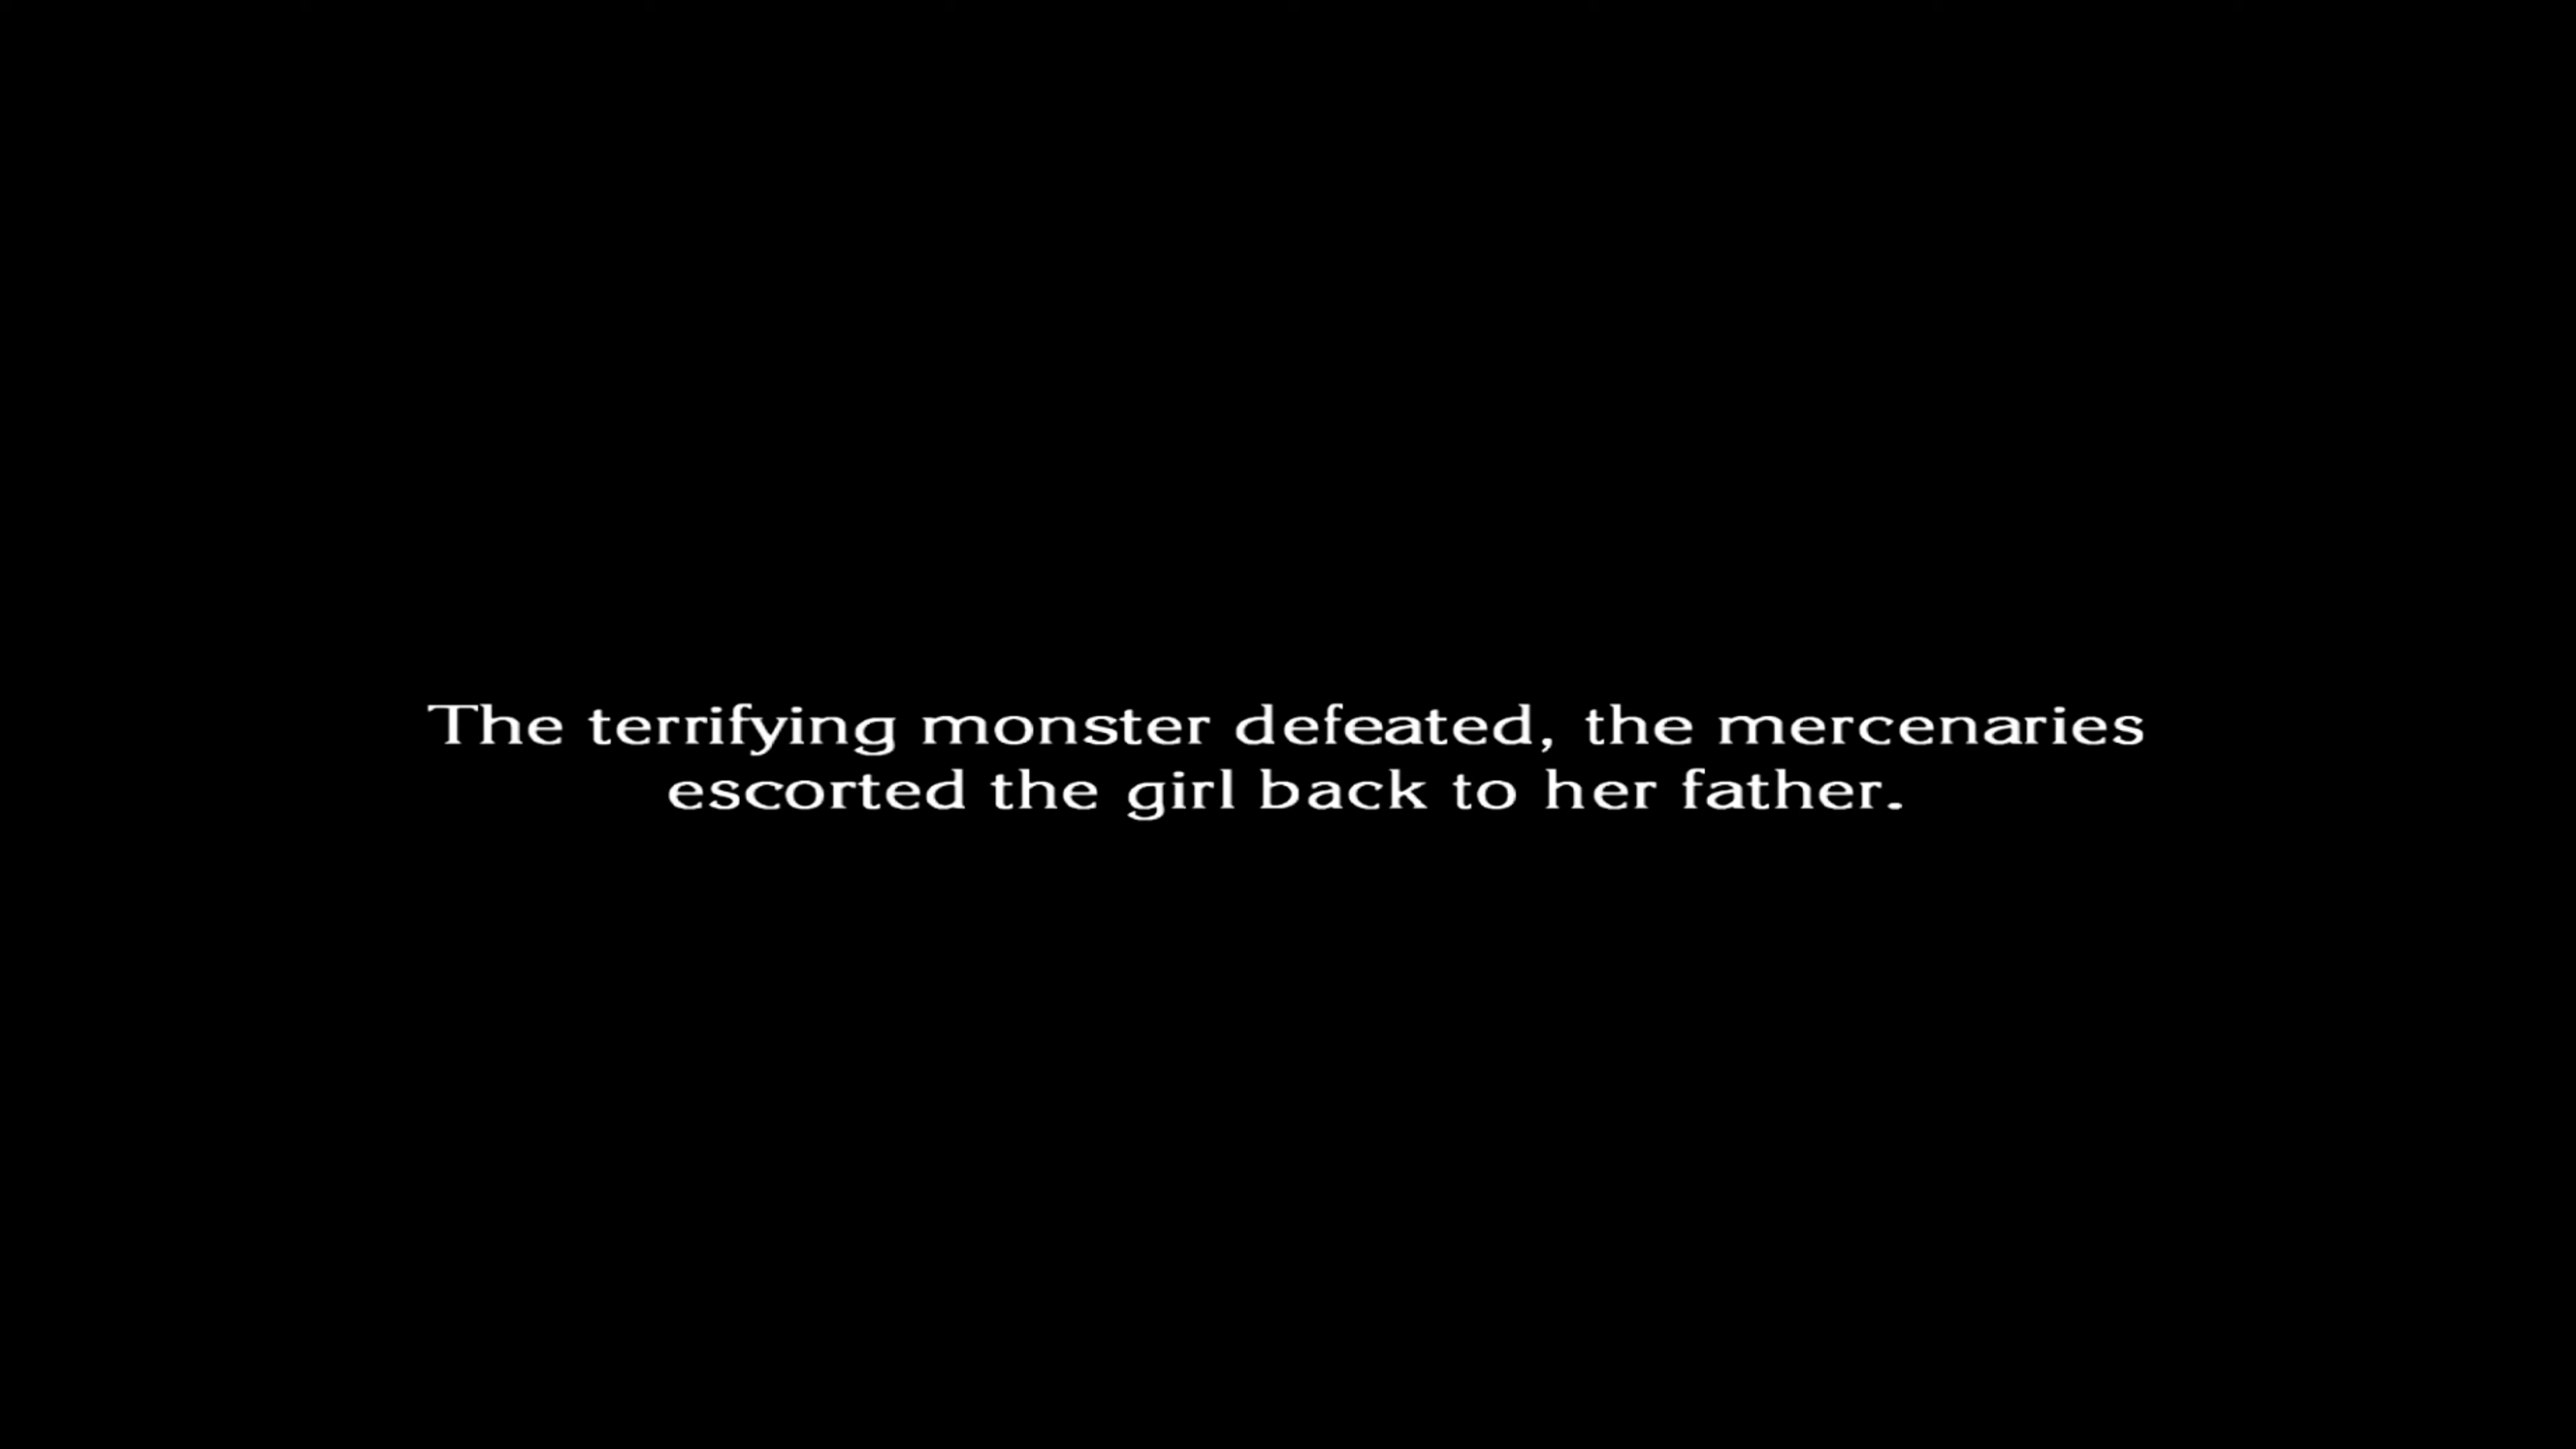 The terrifying monster defeated, the mercenaries
escorted the girl back to her father.